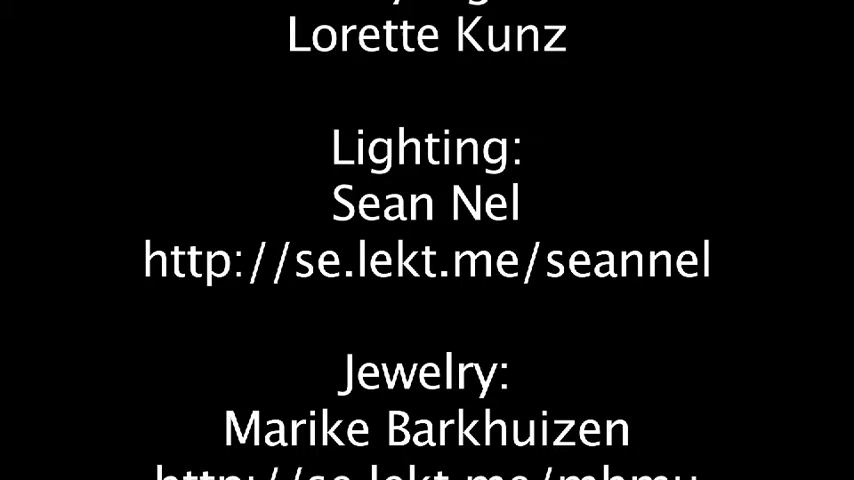 Lorette Kunz
Lighting:
Sean Nel
http://se.lekt.me/seannel
Jewelry:
Marike Barkhuizen